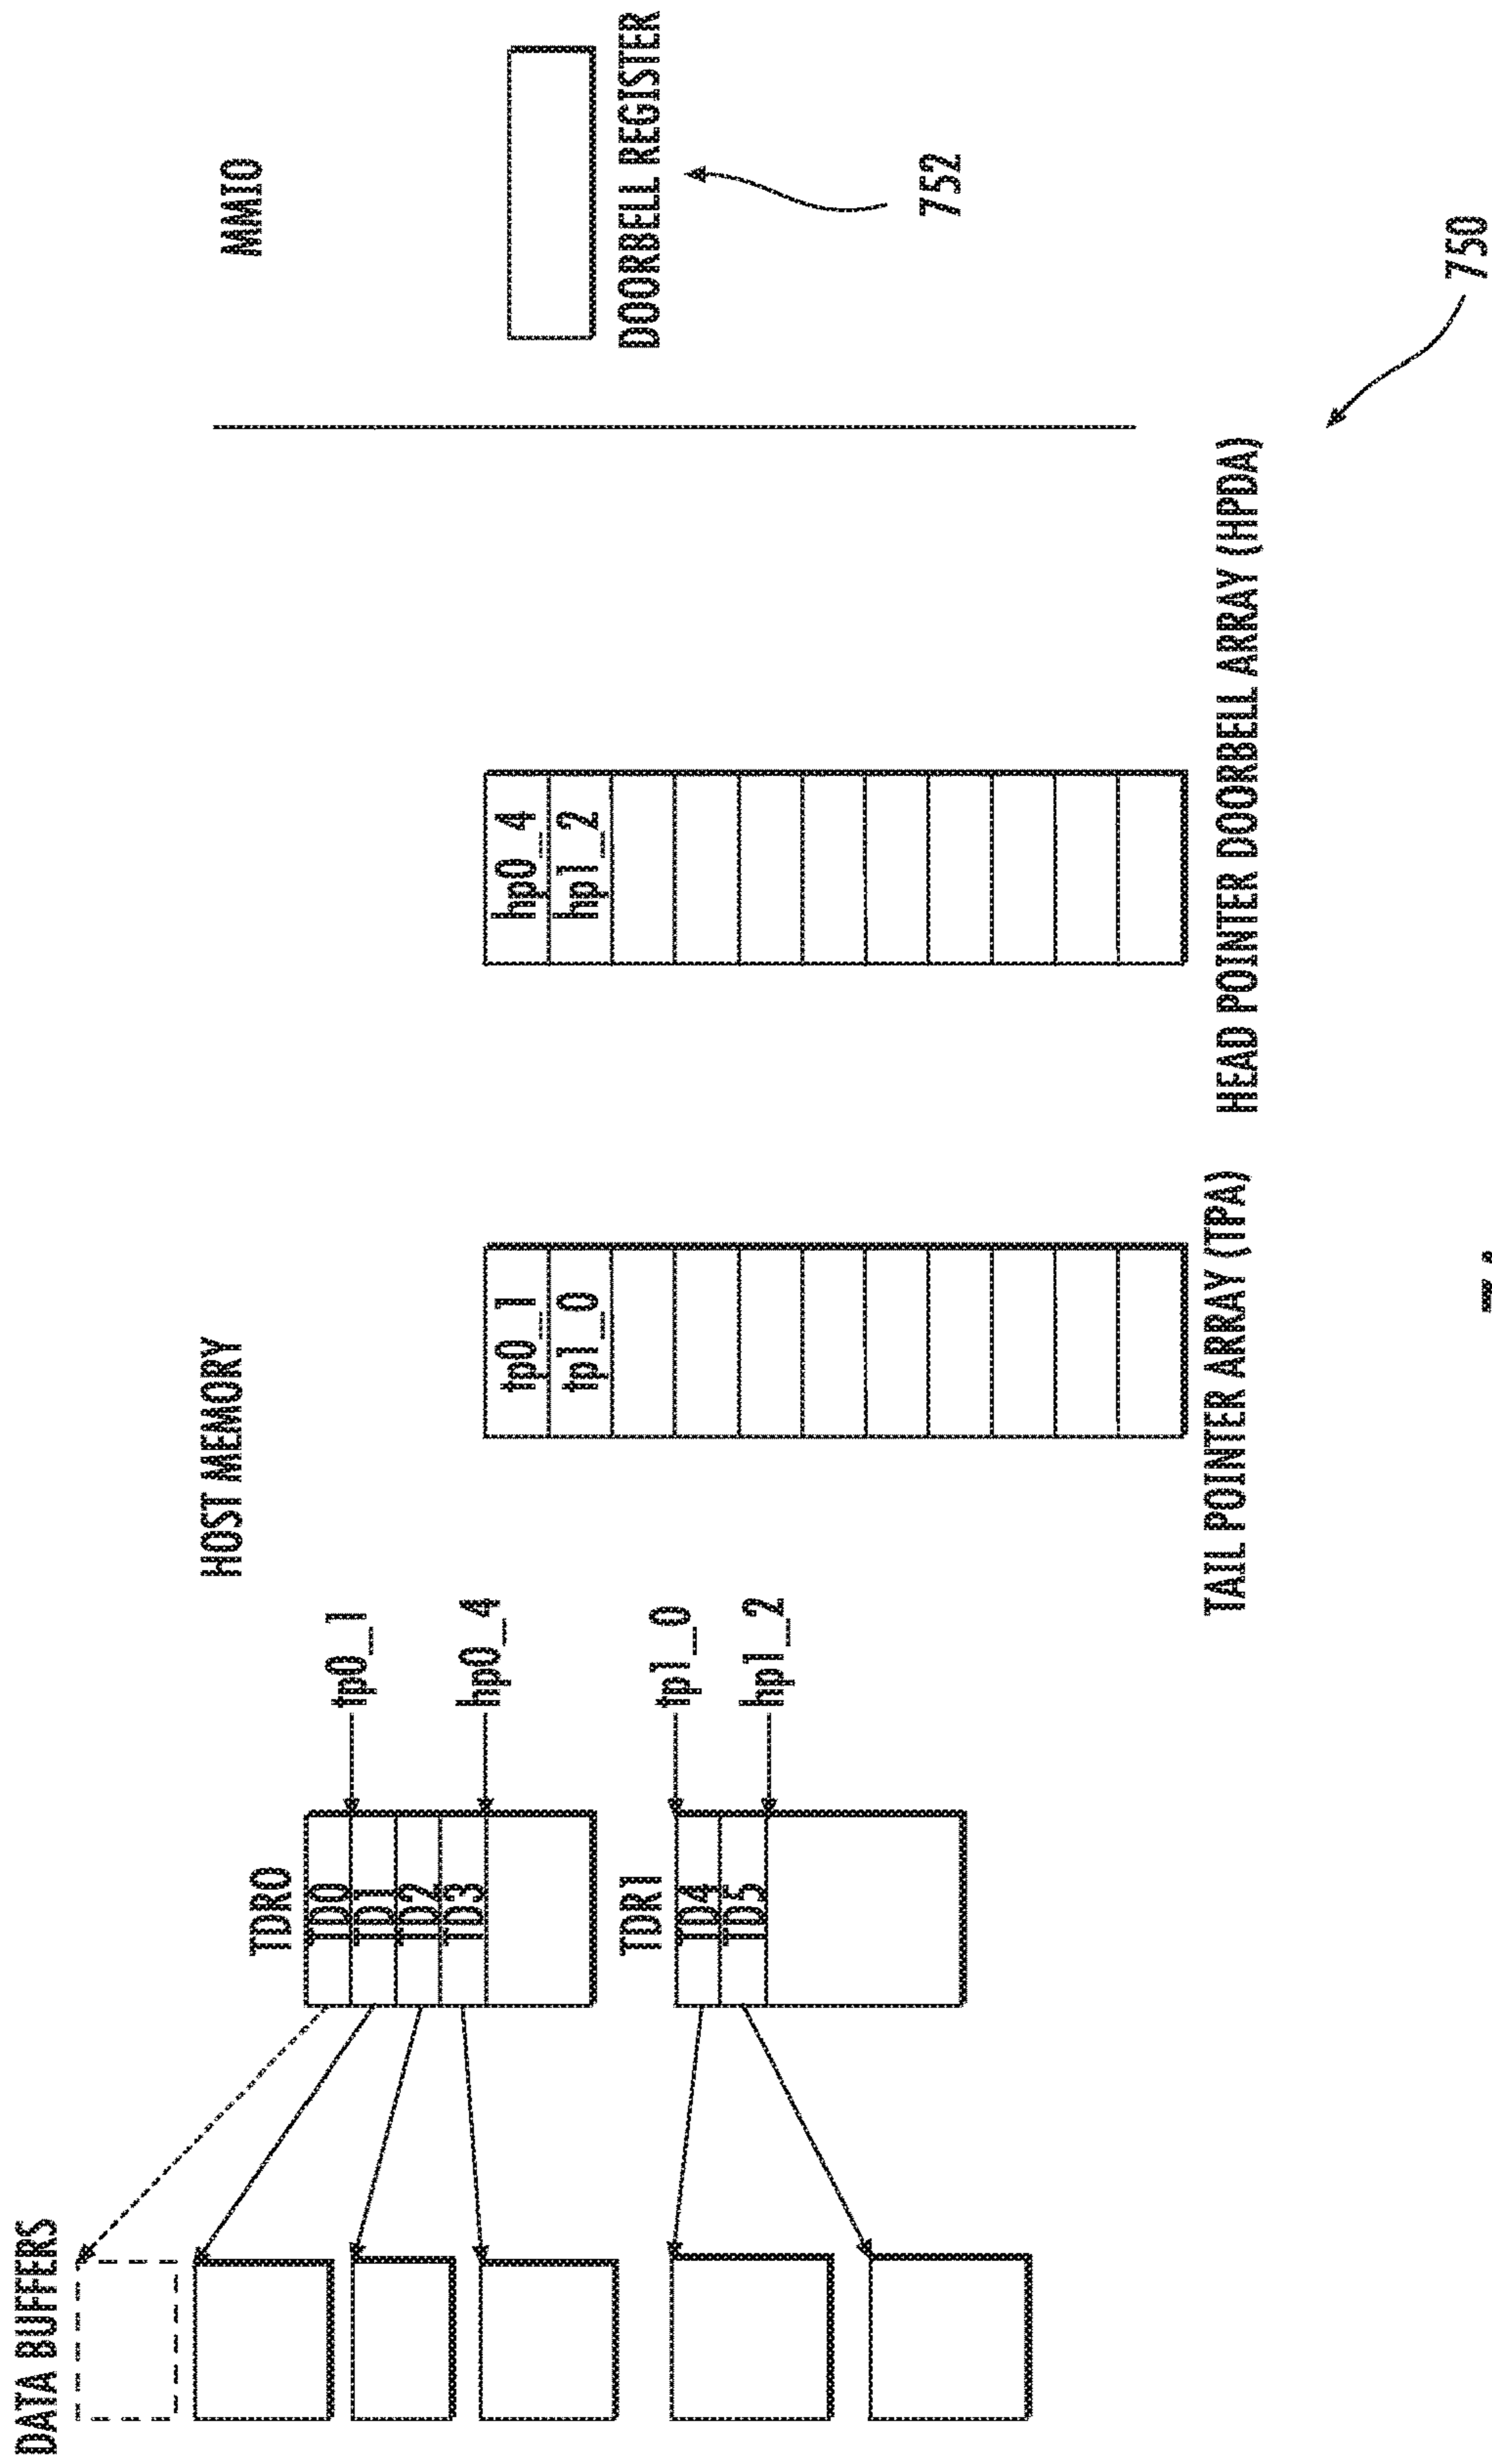 DATA BUFFERS
HOST MEMORY
MMIO
TDR0
TD0
TD1
TD2
TD3
tp0_1
hp0_4
TDR1
TD4
TD5
tp1_0
hp1_2
tp0_1
tp1_0
hp0_4
hp1_2
DOORBELL REGISTER
752
TAIL POINTER ARRAY (TPA)
HEAD POINTER DOORBELL ARRAY (HPDA)
750